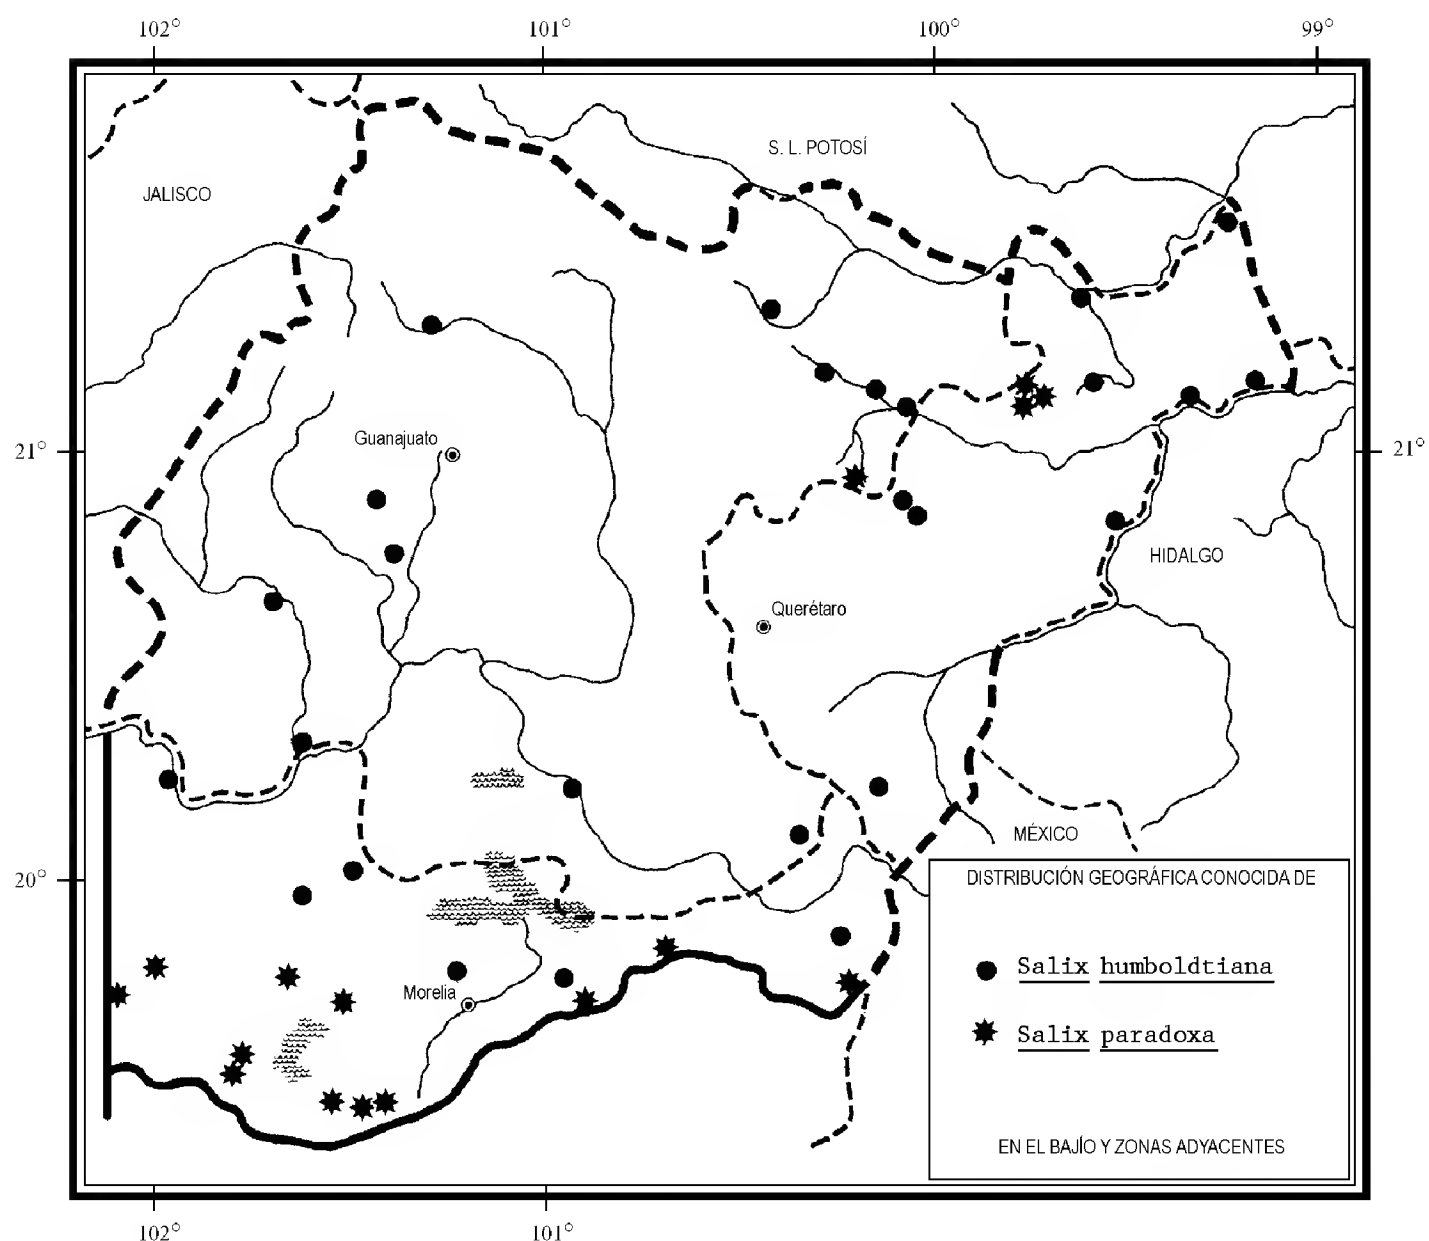 102° 101° 100° 99°
S. L. POTOSÍ
JALISCO
Guanajuato
21° 21°
HIDALGO
Querétaro
MÉXICO
20°
DISTRIBUCIÓN GEOGRÁFICA CONOCIDA DE
Salix humboldtiana
Morelia
Salix paradoxa
EN EL BAJÍO Y ZONAS ADYACENTES
102° 101°